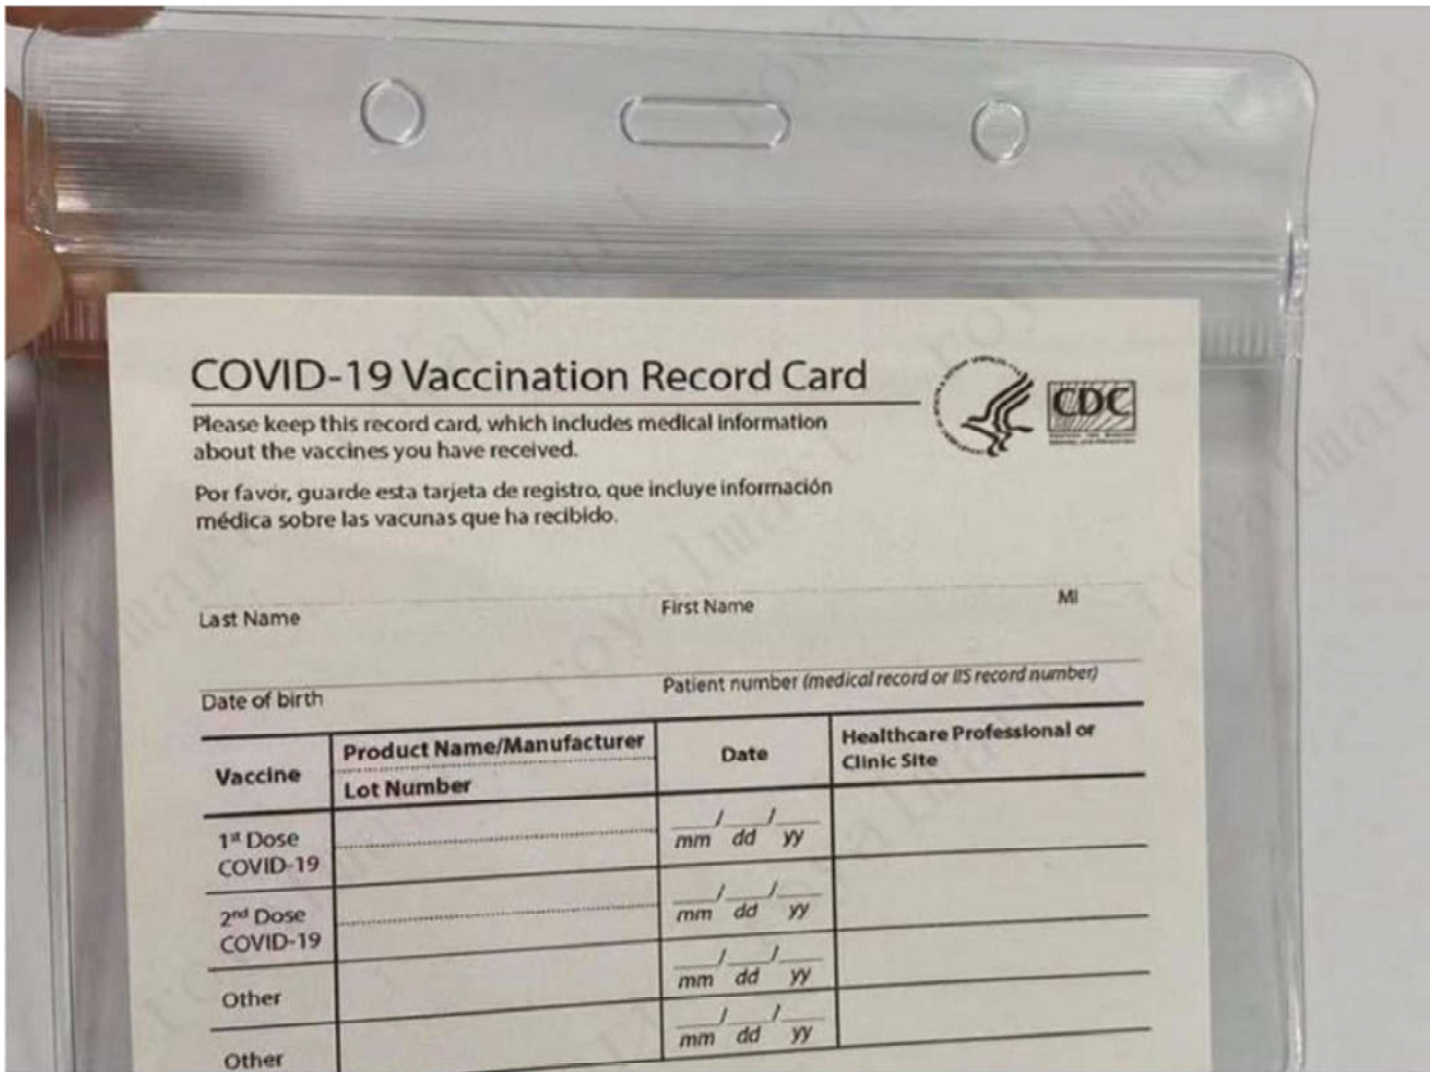 COVID-19 Vaccination Record Card
CDC
Please keep this record card, which includes medical information
about the vaccines you have received.
Por favor, guarde esta tarjeta de registro, que incluye información
médica sobre las vacunas que ha recibido.
Last Name First Name MI
Date of birth Patient number (medical record or IIS record number)
Vaccine Product Name/Manufacturer Date Healthcare Professional or
Lot Number Clinic Site
1st Dose
COVID-19
mm dd yy
2nd Dose
COVID-19
mm dd yy
Other
mm dd yy
Other
mm dd yy
royalmart